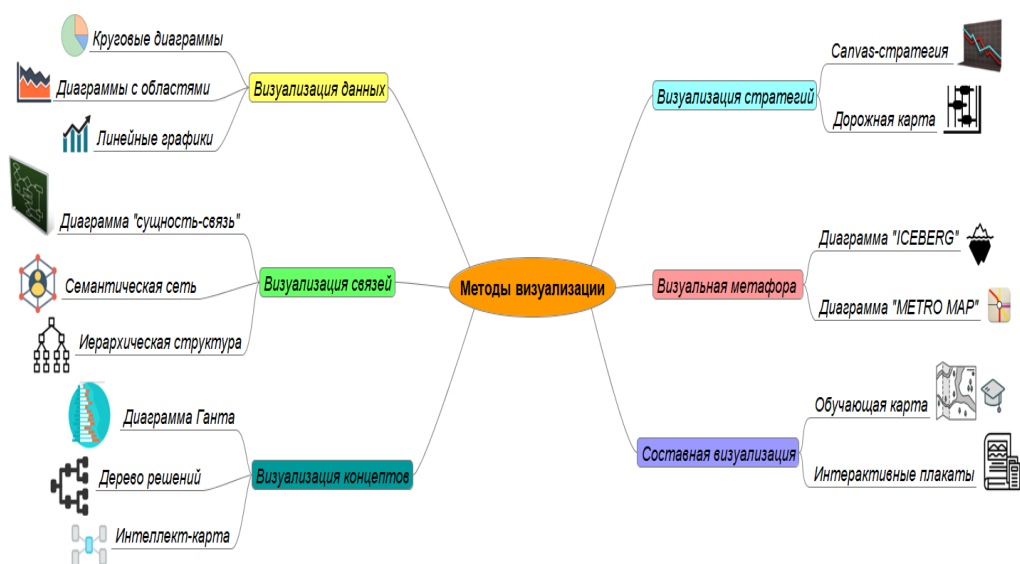 Круговые диаграммы
Диаграммы с областями
Линейные графики
Визуализация данных
Диаграмма "сущность-связь"
Семантическая сеть
Иерархическая структура
Визуализация связей
Диаграмма Ганта
Дерево решений
Интеллект-карта
Визуализация концептов
Методы визуализации
Визуализация стратегий
Canvas-стратегия
Дорожная карта
Визуальная метафора
Диаграмма "ICEBERG"
Диаграмма "METRO MAP"
Составная визуализация
Обучающая карта
Интерактивные плакаты